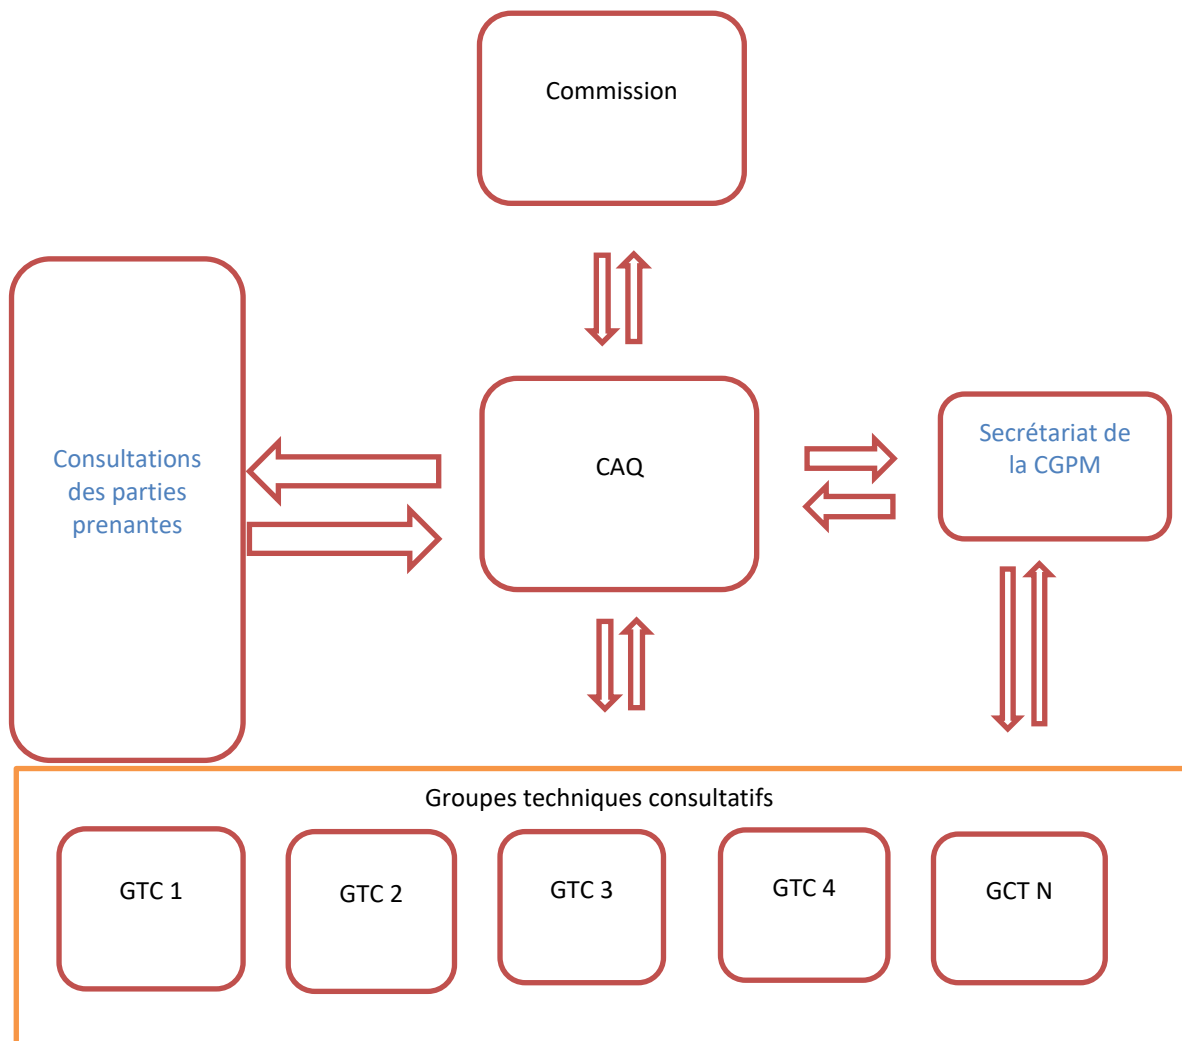 Commission
Consultations
des parties
prenantes
CAQ
Secrétariat de
la CGPM
Groupes techniques consultatifs
GTC 1
GTC 2
GTC 3
GTC 4
GCT N